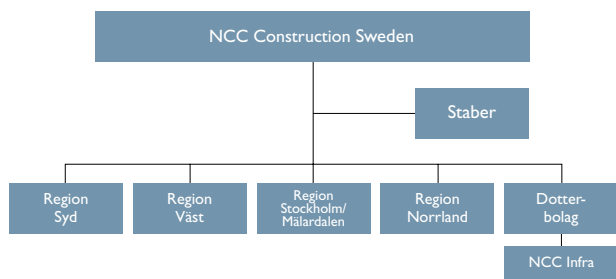 NCC Construction Sweden
Staber
Region
Syd
Region
Väst
Region
Stockholm/
Mälardalen
Region
Norrland
Dotter-
bolag
NCC Infra